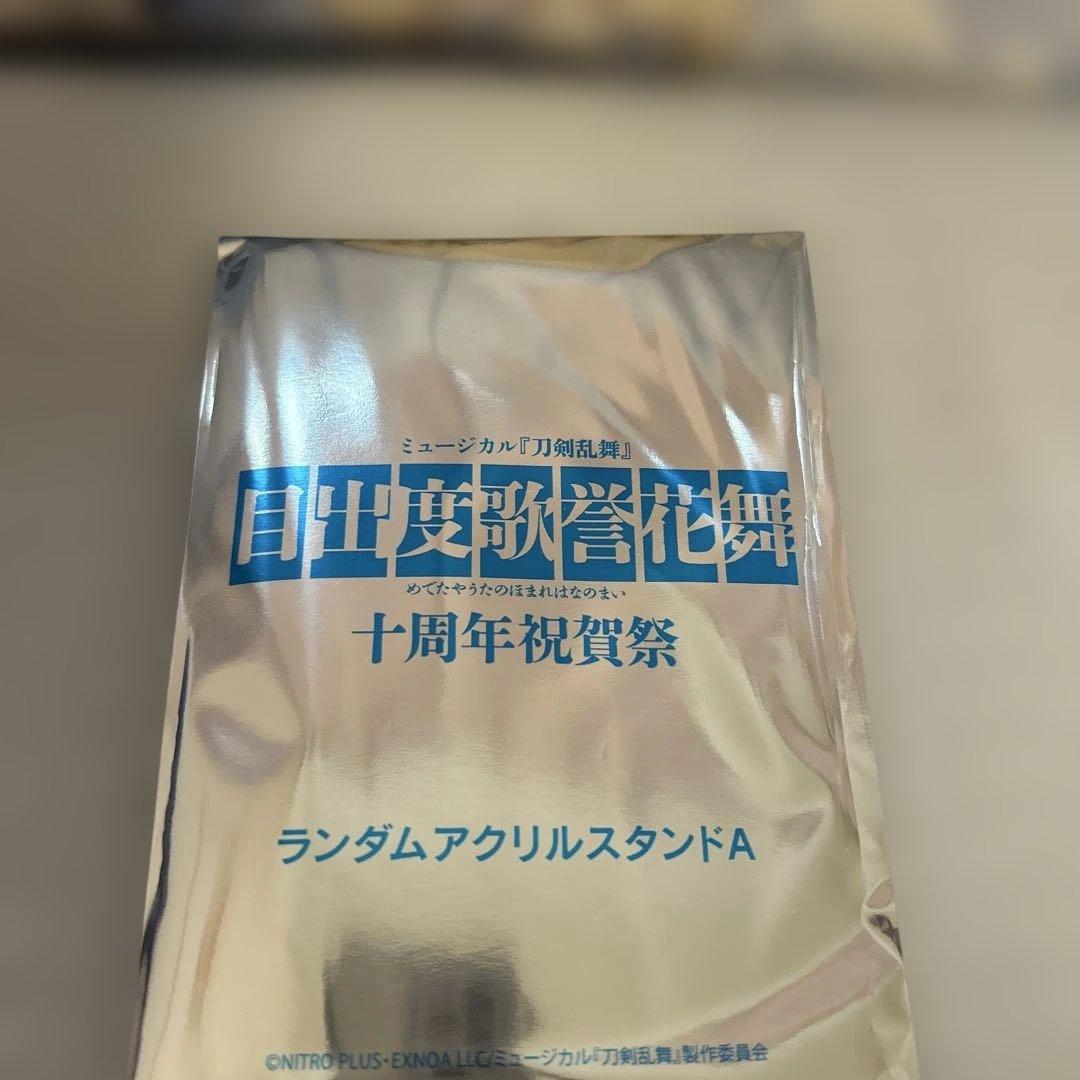 ミュージカル『刀剣乱舞』
目出度歌誉花舞
めでたやうたのほまれはなのまい
十周年祝賀祭
ランダムアクリルスタンドA
©NITRO PLUS・EXNOA LLC/ミュージカル『刀剣乱舞』製作委員会